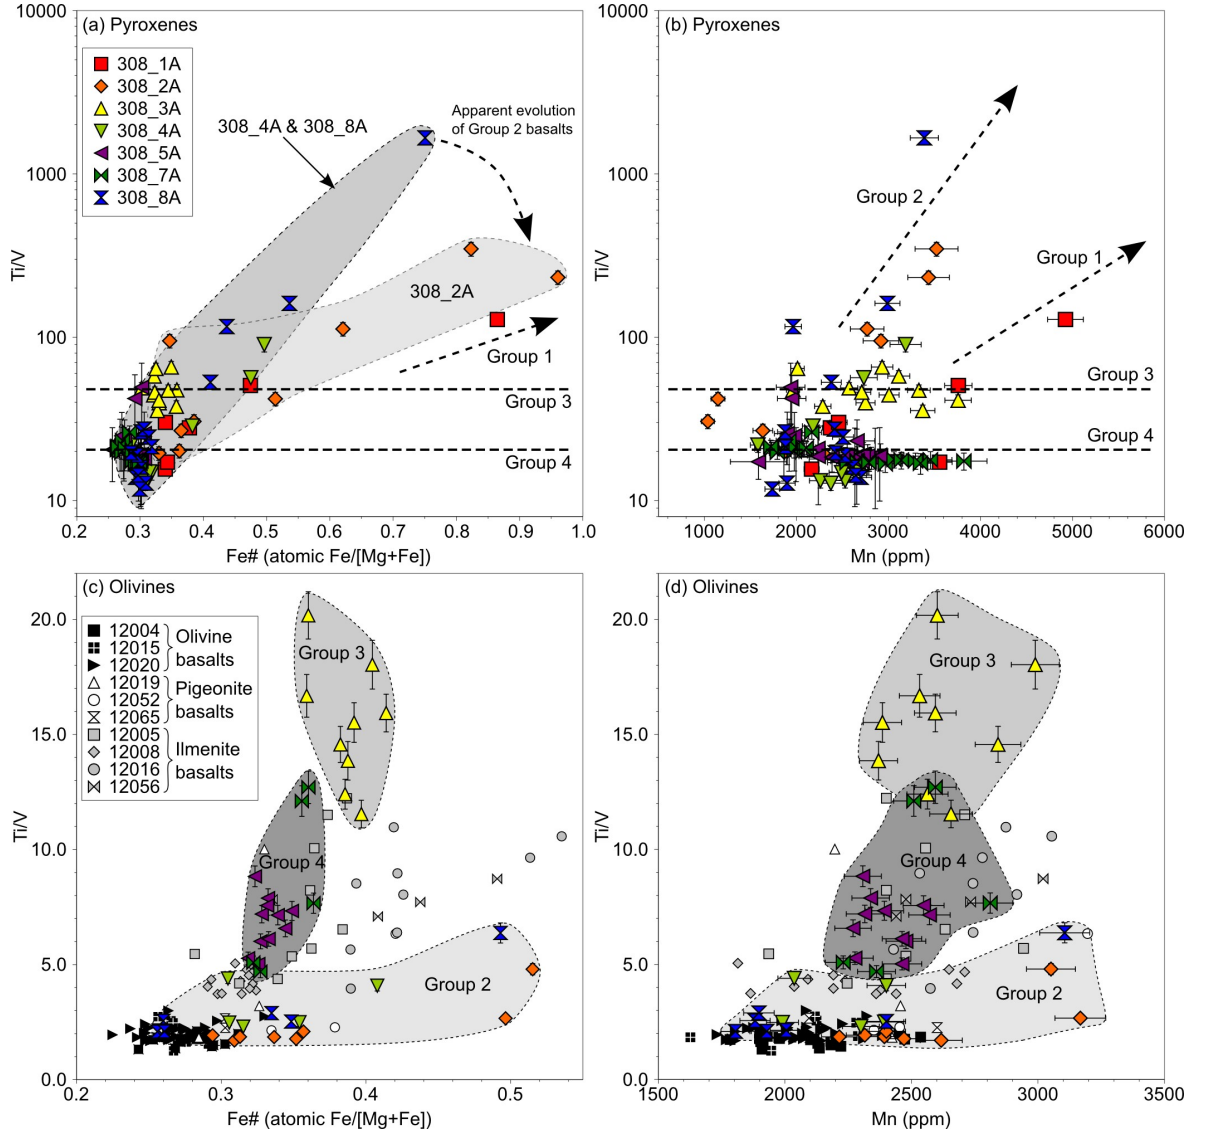 (a) Pyroxenes
10000
1000
100
10
Ti/V
308_1A
308_2A
308_3A
308_4A
308_5A
308_7A
308_8A
308_4A & 308_8A
Apparent evolution
of Group 2 basalts
308_2A
Group 1
Group 3
Group 4
0.2 0.3 0.4 0.5 0.6 0.7 0.8 0.9 1.0
Fe# (atomic Fe/[Mg+Fe])
(b) Pyroxenes
10000
1000
100
10
Ti/V
Group 2
Group 1
Group 3
Group 4
1000 2000 3000 4000 5000 6000
Mn (ppm)
(c) Olivines
20.0
15.0
10.0
5.0
0.0
Ti/V
12004
12015
12020
Olivine
basalts
12019
12052
12065
Pigeonite
basalts
12005
12008
12016
12056
Ilmenite
basalts
Group 3
Group 4
Group 2
0.2 0.3 0.4 0.5
Fe# (atomic Fe/[Mg+Fe])
(d) Olivines
20.0
15.0
10.0
5.0
0.0
Ti/V
Group 3
Group 4
Group 2
1500 2000 2500 3000 3500
Mn (ppm)